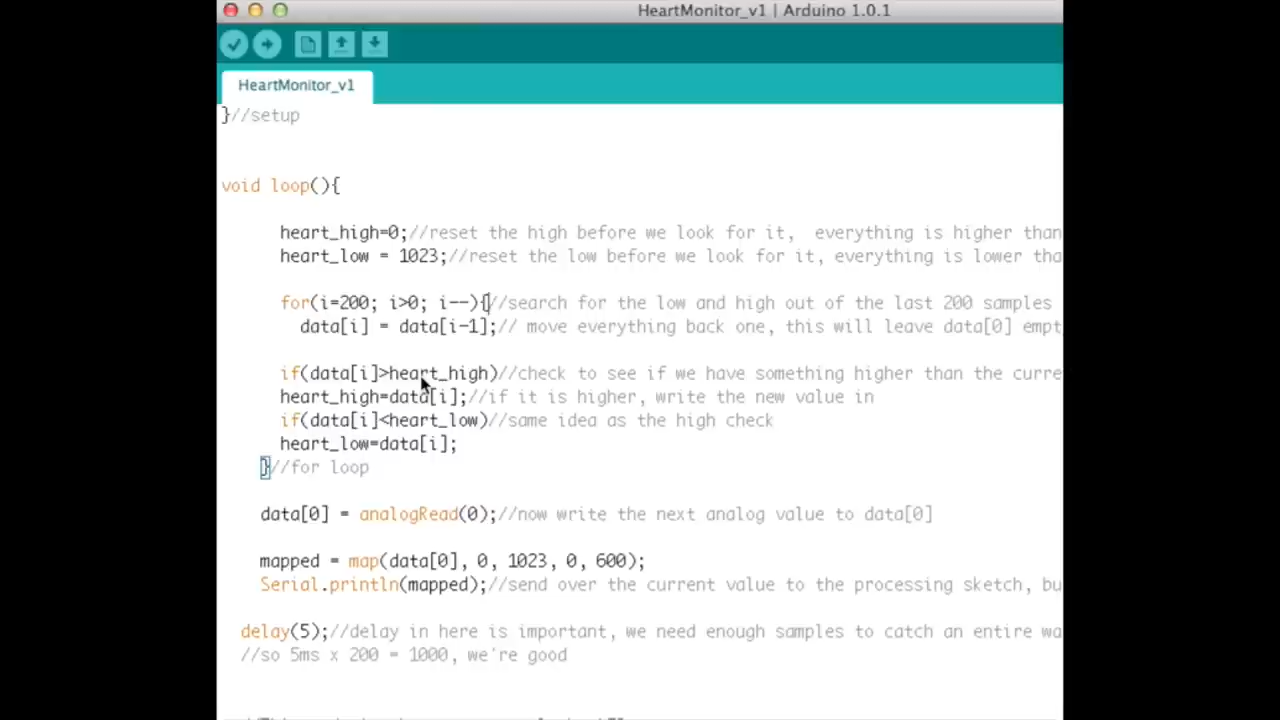 HeartMonitor_v1 | Arduino 1.0.1
HeartMonitor_v1
}//setup
void loop(){
heart_high=0;//reset the high before we look for it, everything is higher than
heart_low = 1023;//reset the low before we look for it, everything is lower tha
for(i=200; i>0; i--){//search for the low and high out of the last 200 samples
data[i] = data[i-1];// move everything back one, this will leave data[0] empt
if(data[i]>heart_high)//check to see if we have something higher than the curre
heart_high=data[i];//if it is higher, write the new value in
if(data[i]<heart_low)//same idea as the high check
heart_low=data[i];
}//for loop
data[0] = analogRead(0);//now write the next analog value to data[0]
mapped = map(data[0], 0, 1023, 0, 600);
Serial.println(mapped);//send over the current value to the processing sketch, bu
delay(5);//delay in here is important, we need enough samples to catch an entire wa
//so 5ms x 200 = 1000, we're good